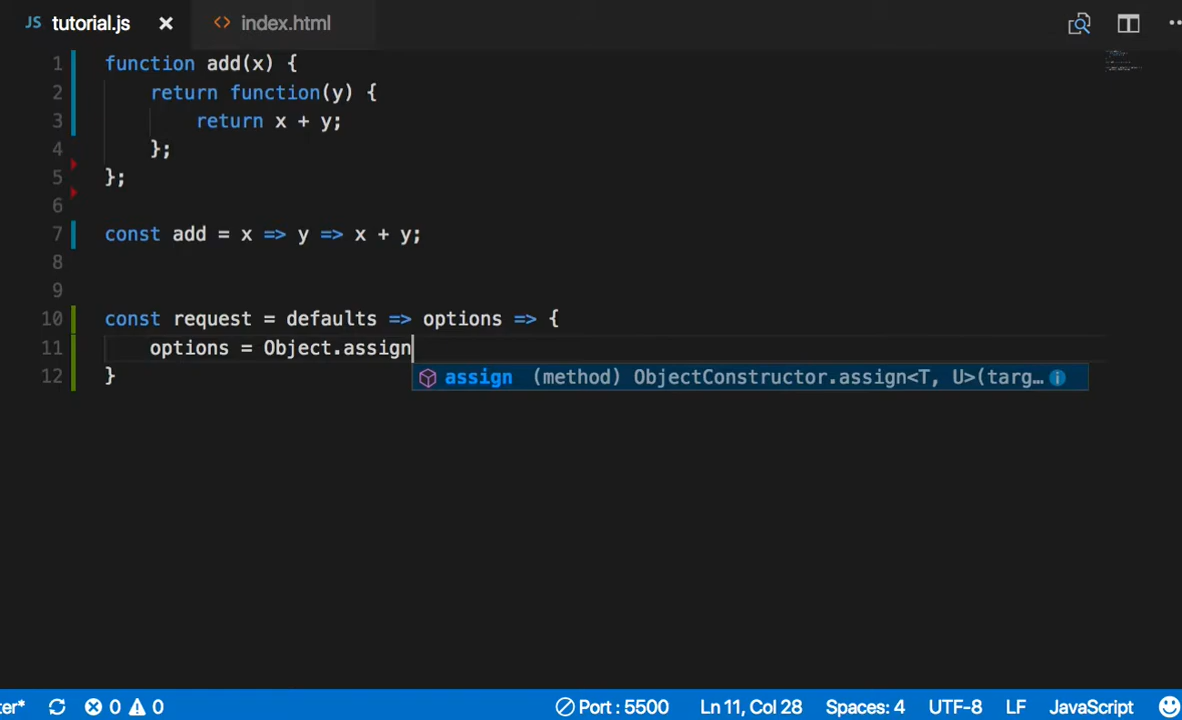 JS tutorial.js × <> index.html
1 function add(x) {
2 return function(y) {
3 return x + y;
4 };
5 };
6
7 const add = x => y => x + y;
8
9
10 const request = defaults => options => {
11 options = Object.assign
12 }
assign (method) ObjectConstructor.assign<T, U>(targ…
ter* 0 0 Port : 5500 Ln 11, Col 28 Spaces: 4 UTF-8 LF JavaScript